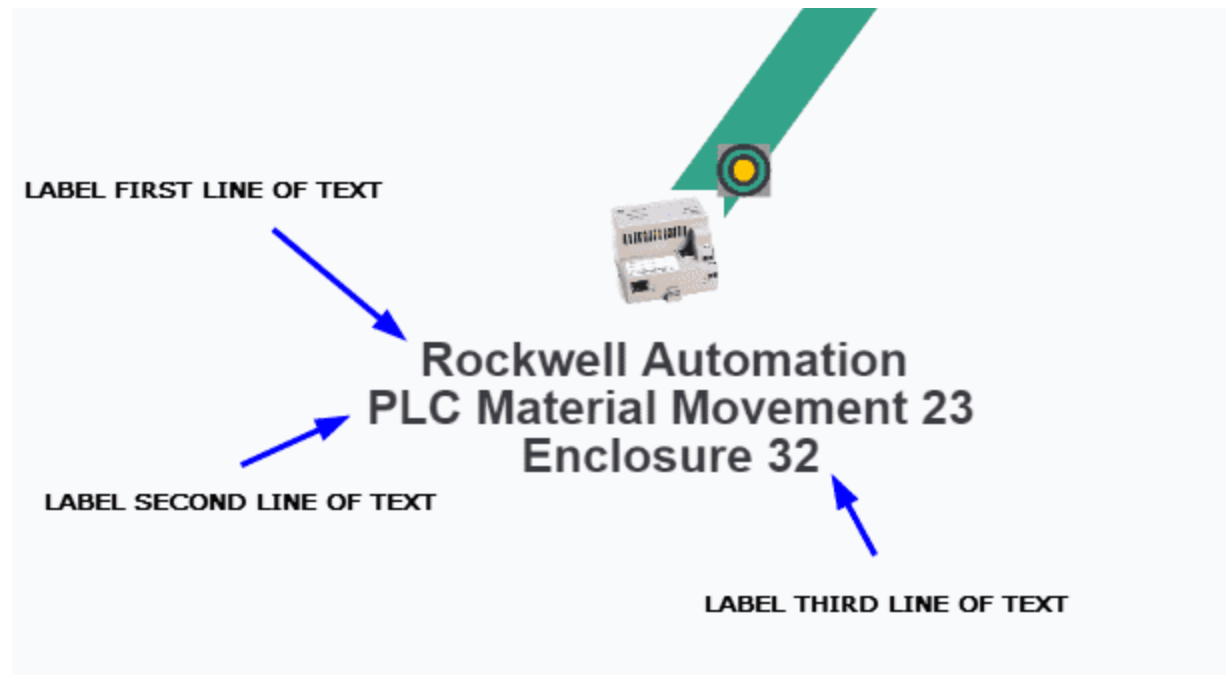 LABEL FIRST LINE OF TEXT
Rockwell Automation
PLC Material Movement 23
Enclosure 32
LABEL SECOND LINE OF TEXT
LABEL THIRD LINE OF TEXT